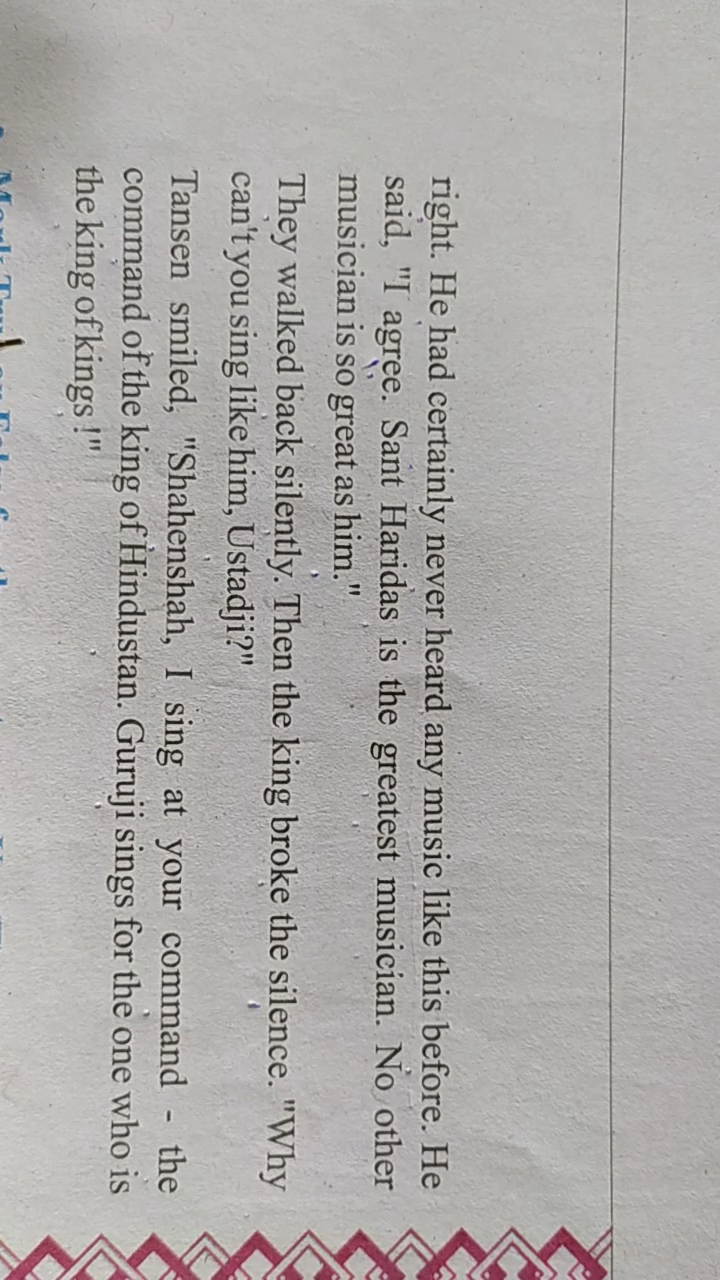 right. He had certainly never heard any music like this before. He
said, "I agree. Sant Haridas is the greatest musician. No other
musician is so great as him."
They walked back silently. Then the king broke the silence. "Why
can't you sing like him, Ustadji?"
Tansen smiled, "Shahenshah, I sing at your command - the
command of the king of Hindustan. Guruji sings for the one who is
the king of kings !"